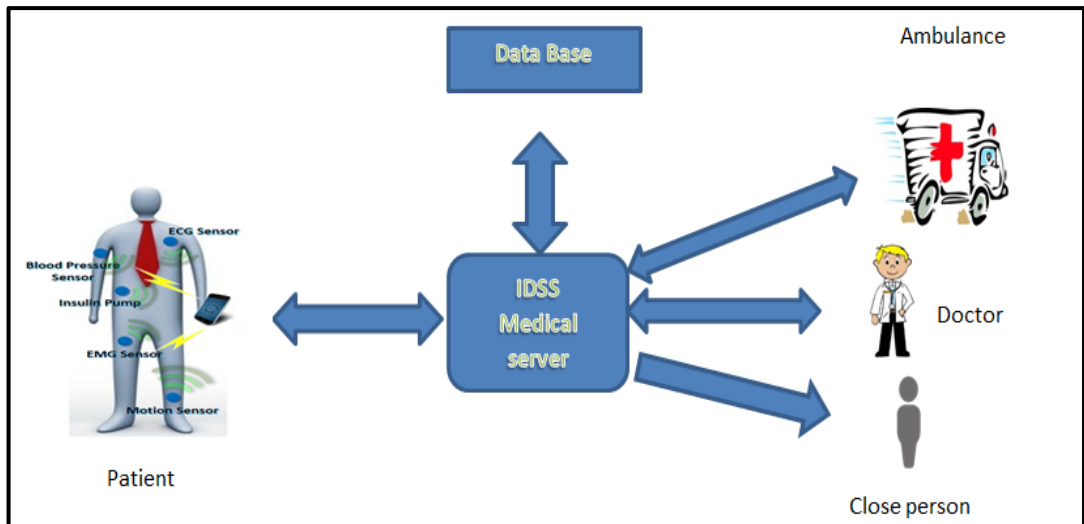 Data Base
Ambulance
ECG Sensor
Blood Pressure
Sensor
Insulin Pump
EMG Sensor
Motion Sensor
Patient
IDSS
Medical
server
Doctor
Close person